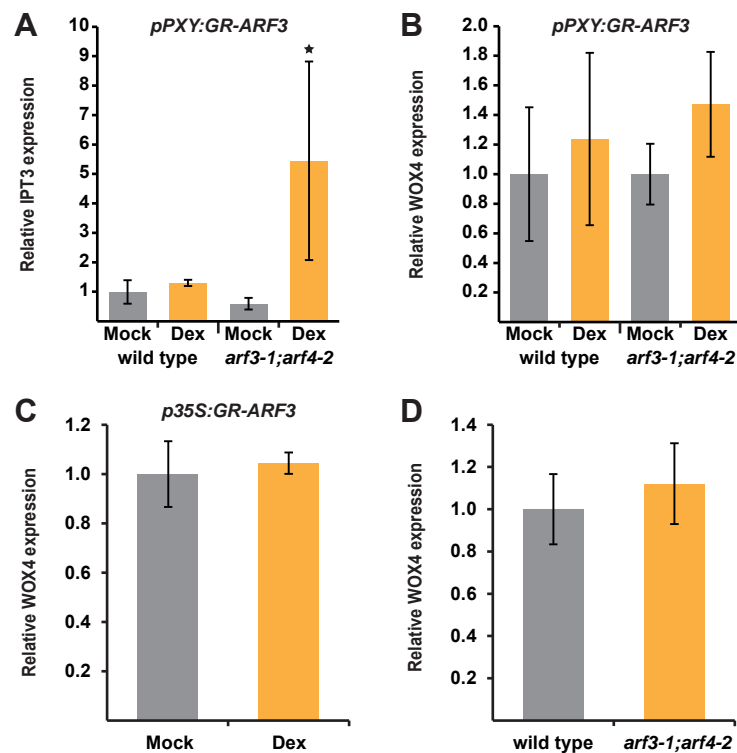 A
pPXY:GR-ARF3
Relative IPT3 expression
10
9
8
7
6
5
4
3
2
1
★
Mock Dex Mock Dex
wild type arf3-1;arf4-2
B
pPXY:GR-ARF3
Relative WOX4 expression
2.0
1.8
1.6
1.4
1.2
1.0
0.8
0.6
0.4
0.2
Mock Dex Mock Dex
wild type arf3-1;arf4-2
C
p35S:GR-ARF3
Relative WOX4 expression
1.2
1.0
0.8
0.6
0.4
0.2
Mock Dex
D
Relative WOX4 expression
1.4
1.2
1.0
0.8
0.6
0.4
0.2
wild type arf3-1;arf4-2